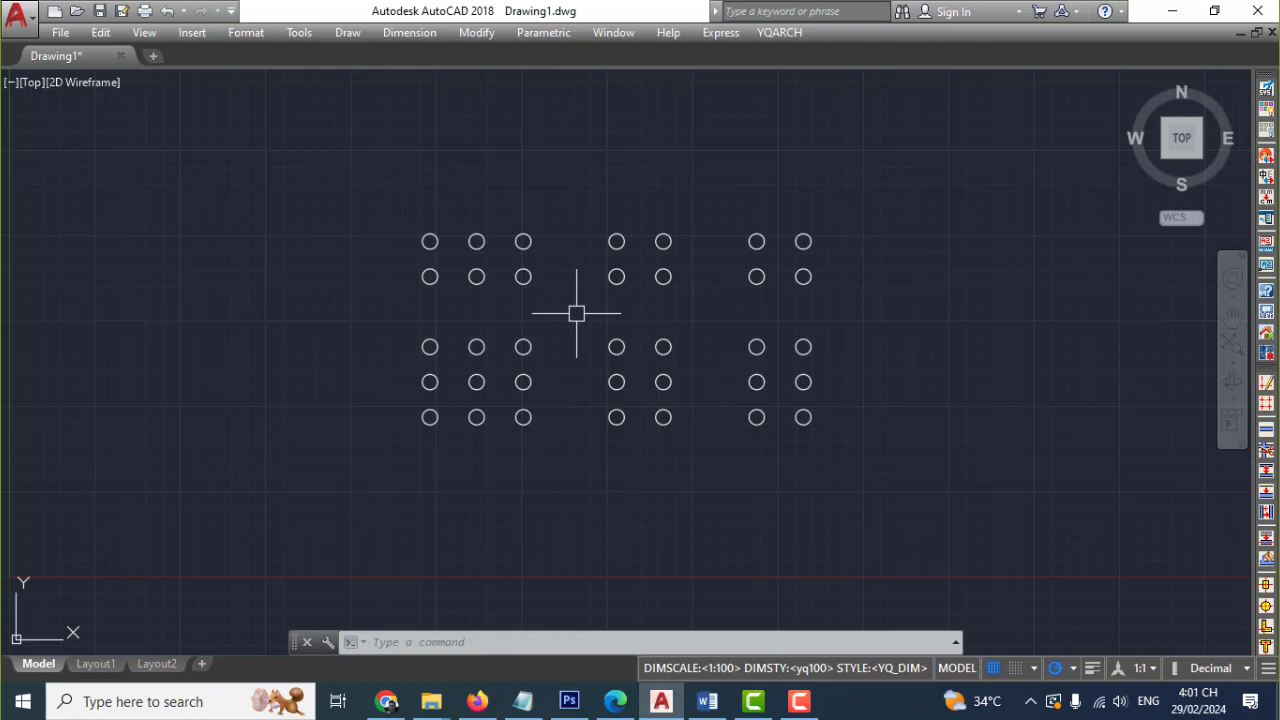 Autodesk AutoCAD 2018 Drawing1.dwg
Type a keyword or phrase
Sign In
File Edit View Insert Format Tools Draw Dimension Modify Parametric Window Help Express YQARCH
Drawing1*
[−][Top][2D Wireframe]
N
W TOP E
S
WCS
Y
X
Type a command
Model Layout1 Layout2
DIMSCALE:<1:100> DIMSTY:<yq100> STYLE:<YQ_DIM> MODEL 1:1 Decimal
Type here to search
Ps
34°C
ENG
4:01 CH
29/02/2024